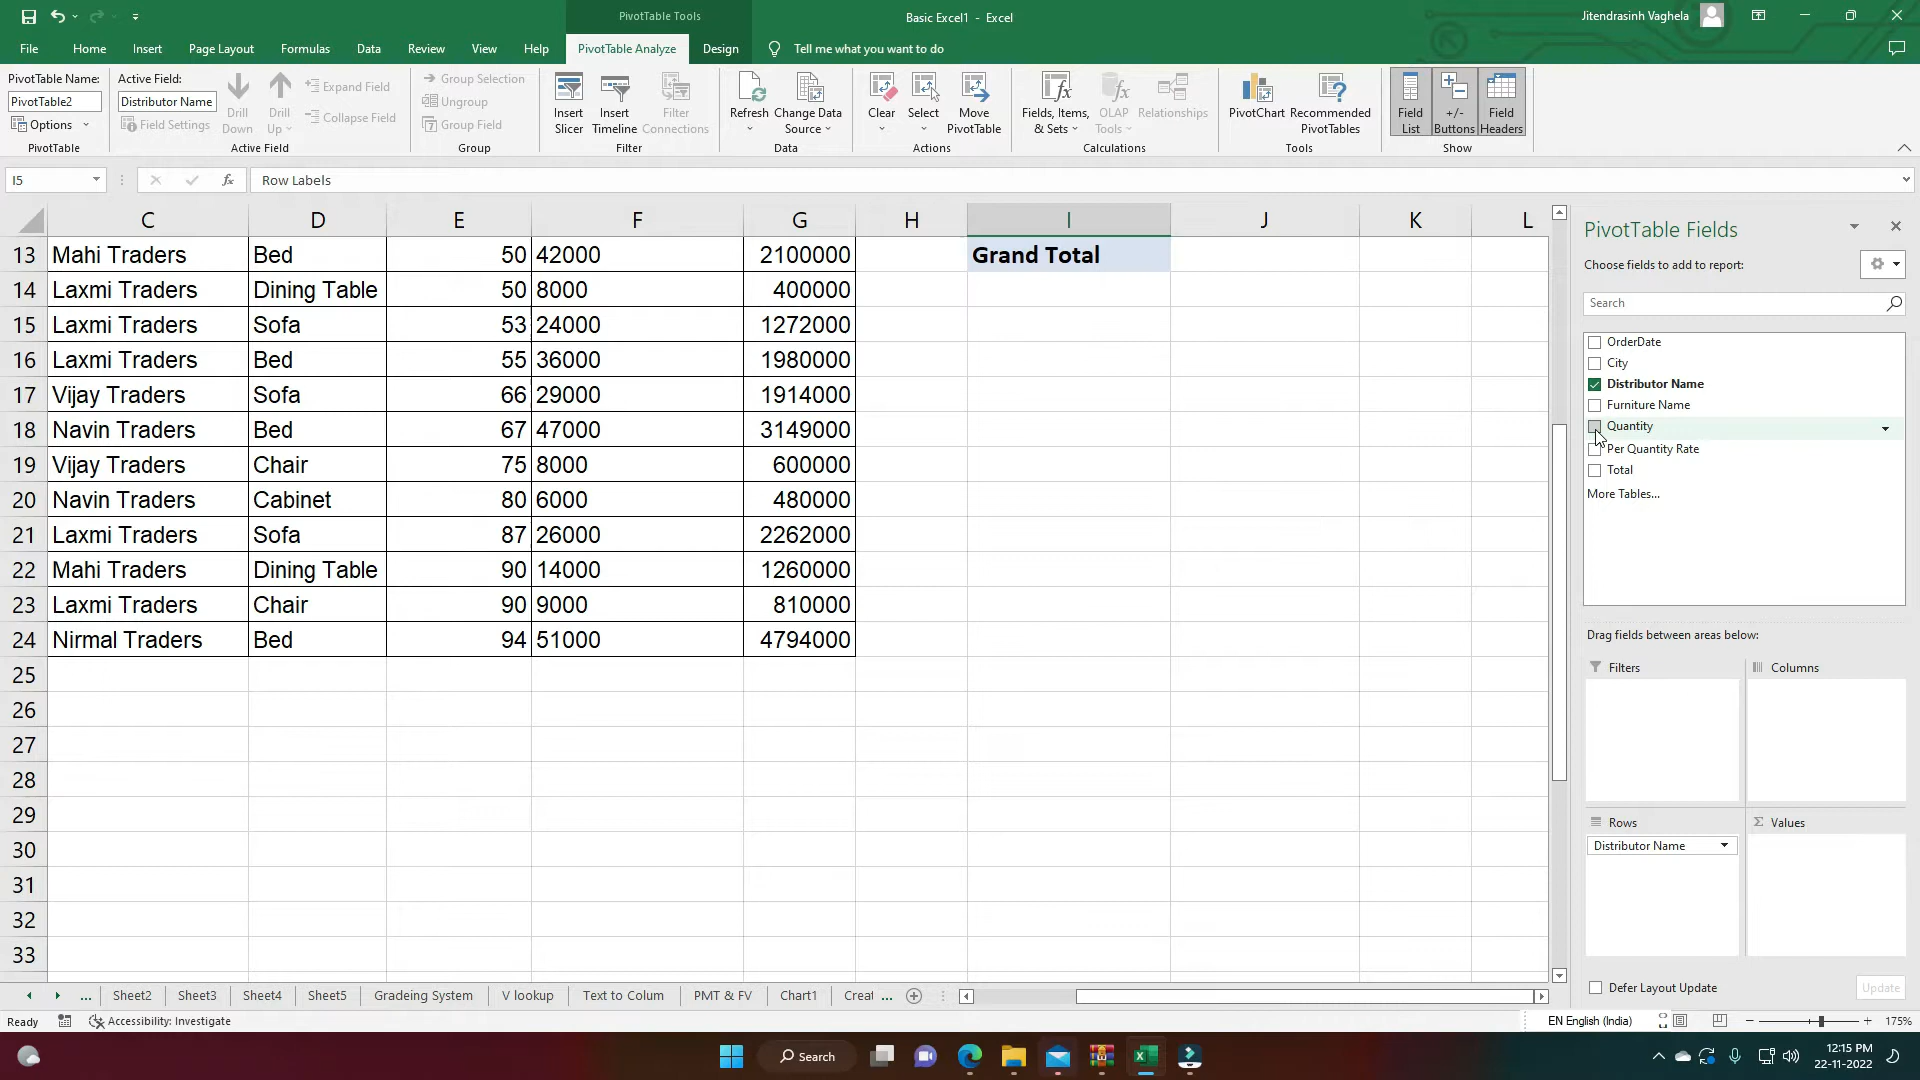 PivotTable Tools
Basic Excel1 - Excel
Jitendrasinh Vaghela
File Home Insert Page Layout Formulas Data Review View Help PivotTable Analyze Design Tell me what you want to do
PivotTable Name:
PivotTable2
Options
PivotTable
Active Field:
Distributor Name
Field Settings
Drill Down
Drill Up
Expand Field
Collapse Field
Active Field
Group Selection
Ungroup
Group Field
Group
Insert Slicer
Insert Timeline
Filter Connections
Filter
Refresh
Change Data Source
Data
Clear
Select
Move PivotTable
Actions
Fields, Items, & Sets
OLAP Tools
Relationships
Calculations
PivotChart
Recommended PivotTables
Tools
Field List
+/- Buttons
Field Headers
Show
I5
fx
Row Labels
C D E F G H I J K L
13 Mahi Traders Bed 50 42000 2100000 Grand Total
14 Laxmi Traders Dining Table 50 8000 400000
15 Laxmi Traders Sofa 53 24000 1272000
16 Laxmi Traders Bed 55 36000 1980000
17 Vijay Traders Sofa 66 29000 1914000
18 Navin Traders Bed 67 47000 3149000
19 Vijay Traders Chair 75 8000 600000
20 Navin Traders Cabinet 80 6000 480000
21 Laxmi Traders Sofa 87 26000 2262000
22 Mahi Traders Dining Table 90 14000 1260000
23 Laxmi Traders Chair 90 9000 810000
24 Nirmal Traders Bed 94 51000 4794000
25
26
27
28
29
30
31
32
33
PivotTable Fields
Choose fields to add to report:
Search
OrderDate
City
Distributor Name
Furniture Name
Quantity
Per Quantity Rate
Total
More Tables...
Drag fields between areas below:
Filters
Columns
Rows
Distributor Name
Σ Values
Defer Layout Update
Update
... Sheet2 Sheet3 Sheet4 Sheet5 Gradeing System V lookup Text to Colum PMT & FV Chart1 Creat ...
Ready
Accessibility: Investigate
EN English (India)
175%
Search
12:15 PM
22-11-2022